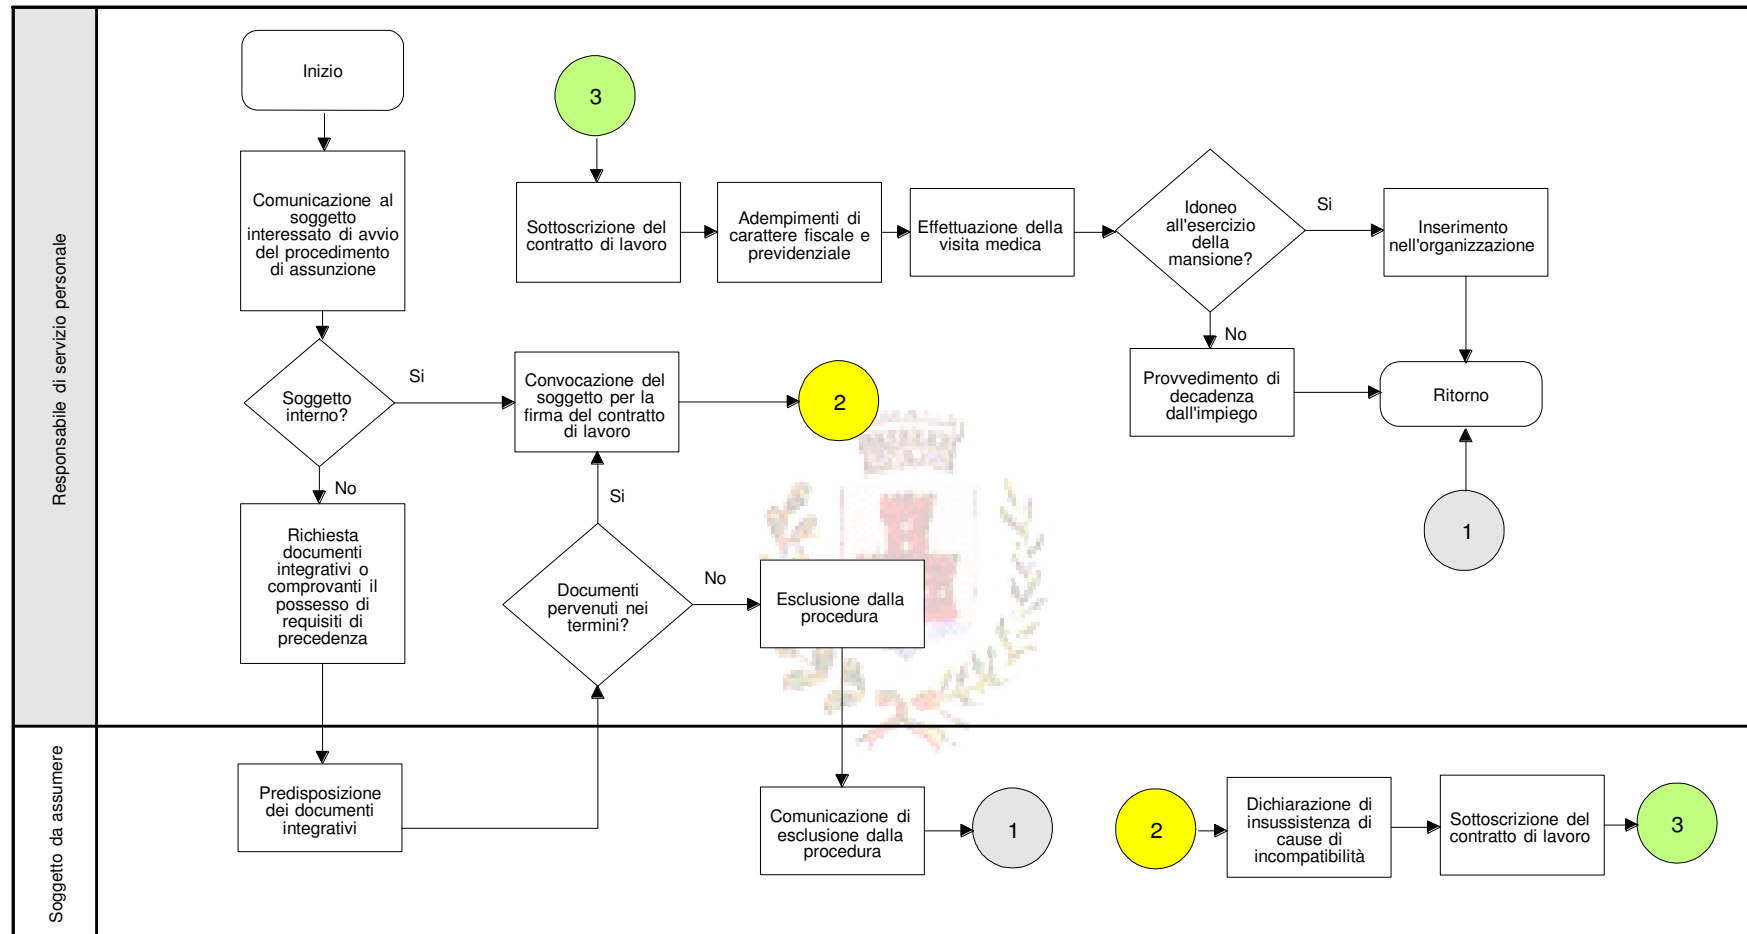 Responsabile di servizio personale
Inizio
Comunicazione al
soggetto
interessato di avvio
del procedimento
di assunzione
Soggetto
interno?
Si
No
Richiesta
documenti
integrativi o
comprovanti il
possesso di
requisiti di
precedenza
3
Sottoscrizione del
contratto di lavoro
Adempimenti di
carattere fiscale e
previdenziale
Effettuazione della
visita medica
Idoneo
all'esercizio
della
mansione?
Si
No
Inserimento
nell'organizzazione
Convocazione del
soggetto per la
firma del contratto
di lavoro
2
Provvedimento di
decadenza
dall'impiego
Ritorno
1
Si
Documenti
pervenuti nei
termini?
No
Esclusione dalla
procedura
Soggetto da assumere
Predisposizione
dei documenti
integrativi
Comunicazione di
esclusione dalla
procedura
1
2
Dichiarazione di
insussistenza di
cause di
incompatibilità
Sottoscrizione del
contratto di lavoro
3